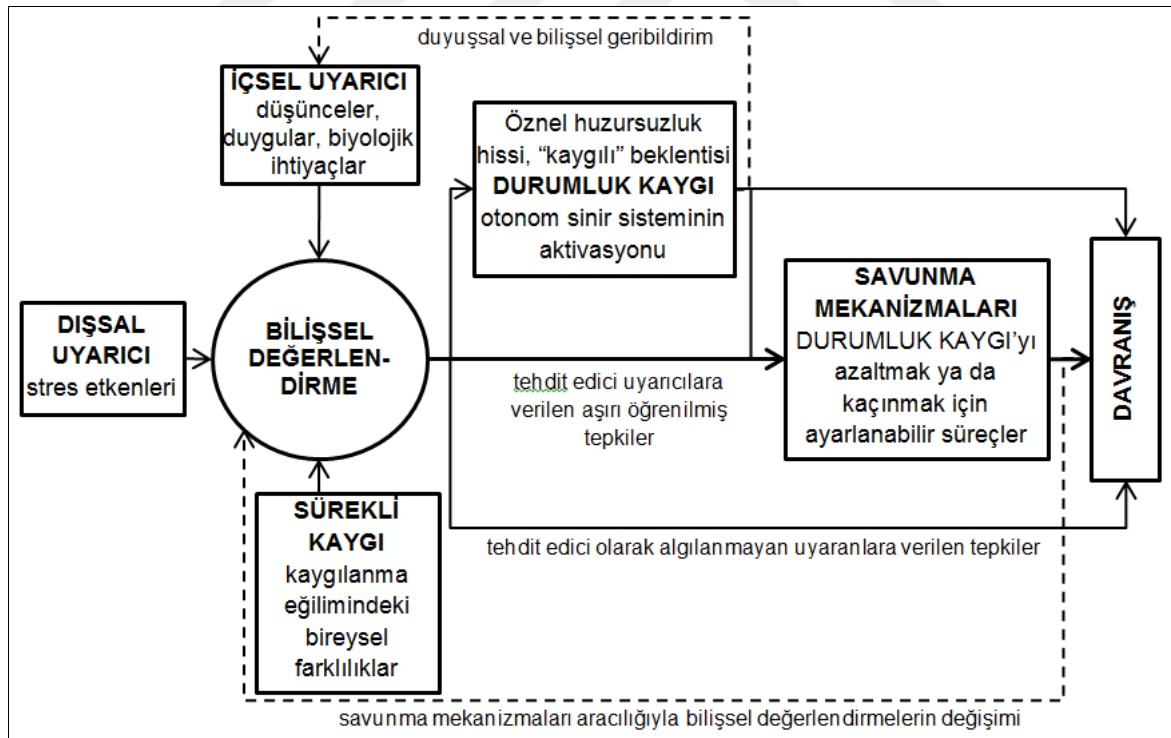 duyuşsal ve bilişsel geribildirim
İÇSEL UYARICI
düşünceler,
duygular, biyolojik
ihtiyaçlar
Öznel huzursuzluk
hissi, “kaygılı” beklentisi
DURUMLUK KAYGI
otonom sinir sisteminin
aktivasyonu
DIŞSAL
UYARICI
stres etkenleri
BİLİŞSEL
DEĞERLEN-
DİRME
tehdit edici uyarıcılara
verilen aşırı öğrenilmiş
tepkiler
SAVUNMA
MEKANİZMALARI
DURUMLUK KAYGI’yı
azaltmak ya da
kaçınmak için
ayarlanabilir süreçler
DAVRANIŞ
SÜREKLİ
KAYGI
kaygılanma
eğilimindeki
bireysel
farklılıklar
tehdit edici olarak algılanmayan uyaranlara verilen tepkiler
savunma mekanizmaları aracılığıyla bilişsel değerlendirmelerin değişimi